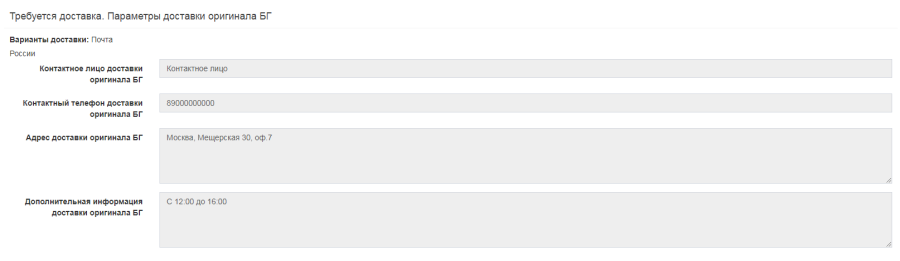 Требуется доставка. Параметры доставки оригинала БГ
Варианты доставки: Почта
России
Контактное лицо доставки
оригинала БГ
Контактное лицо
Контактный телефон доставки
оригинала БГ
89000000000
Адрес доставки оригинала БГ
Москва, Мещерская 30, оф.7
Дополнительная информация
доставки оригинала БГ
С 12:00 до 16:00